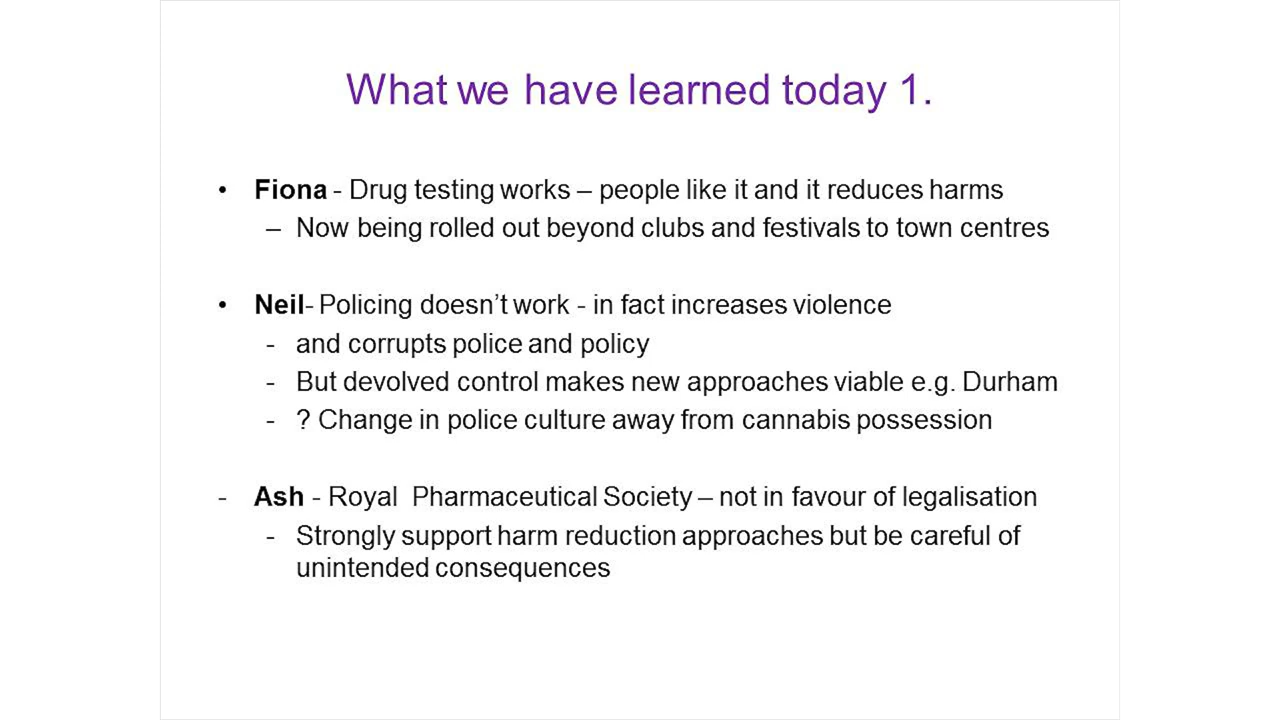 What we have learned today 1.
• Fiona - Drug testing works – people like it and it reduces harms
– Now being rolled out beyond clubs and festivals to town centres
• Neil- Policing doesn't work - in fact increases violence
- and corrupts police and policy
- But devolved control makes new approaches viable e.g. Durham
- ? Change in police culture away from cannabis possession
- Ash - Royal  Pharmaceutical Society – not in favour of legalisation
- Strongly support harm reduction approaches but be careful of
unintended consequences